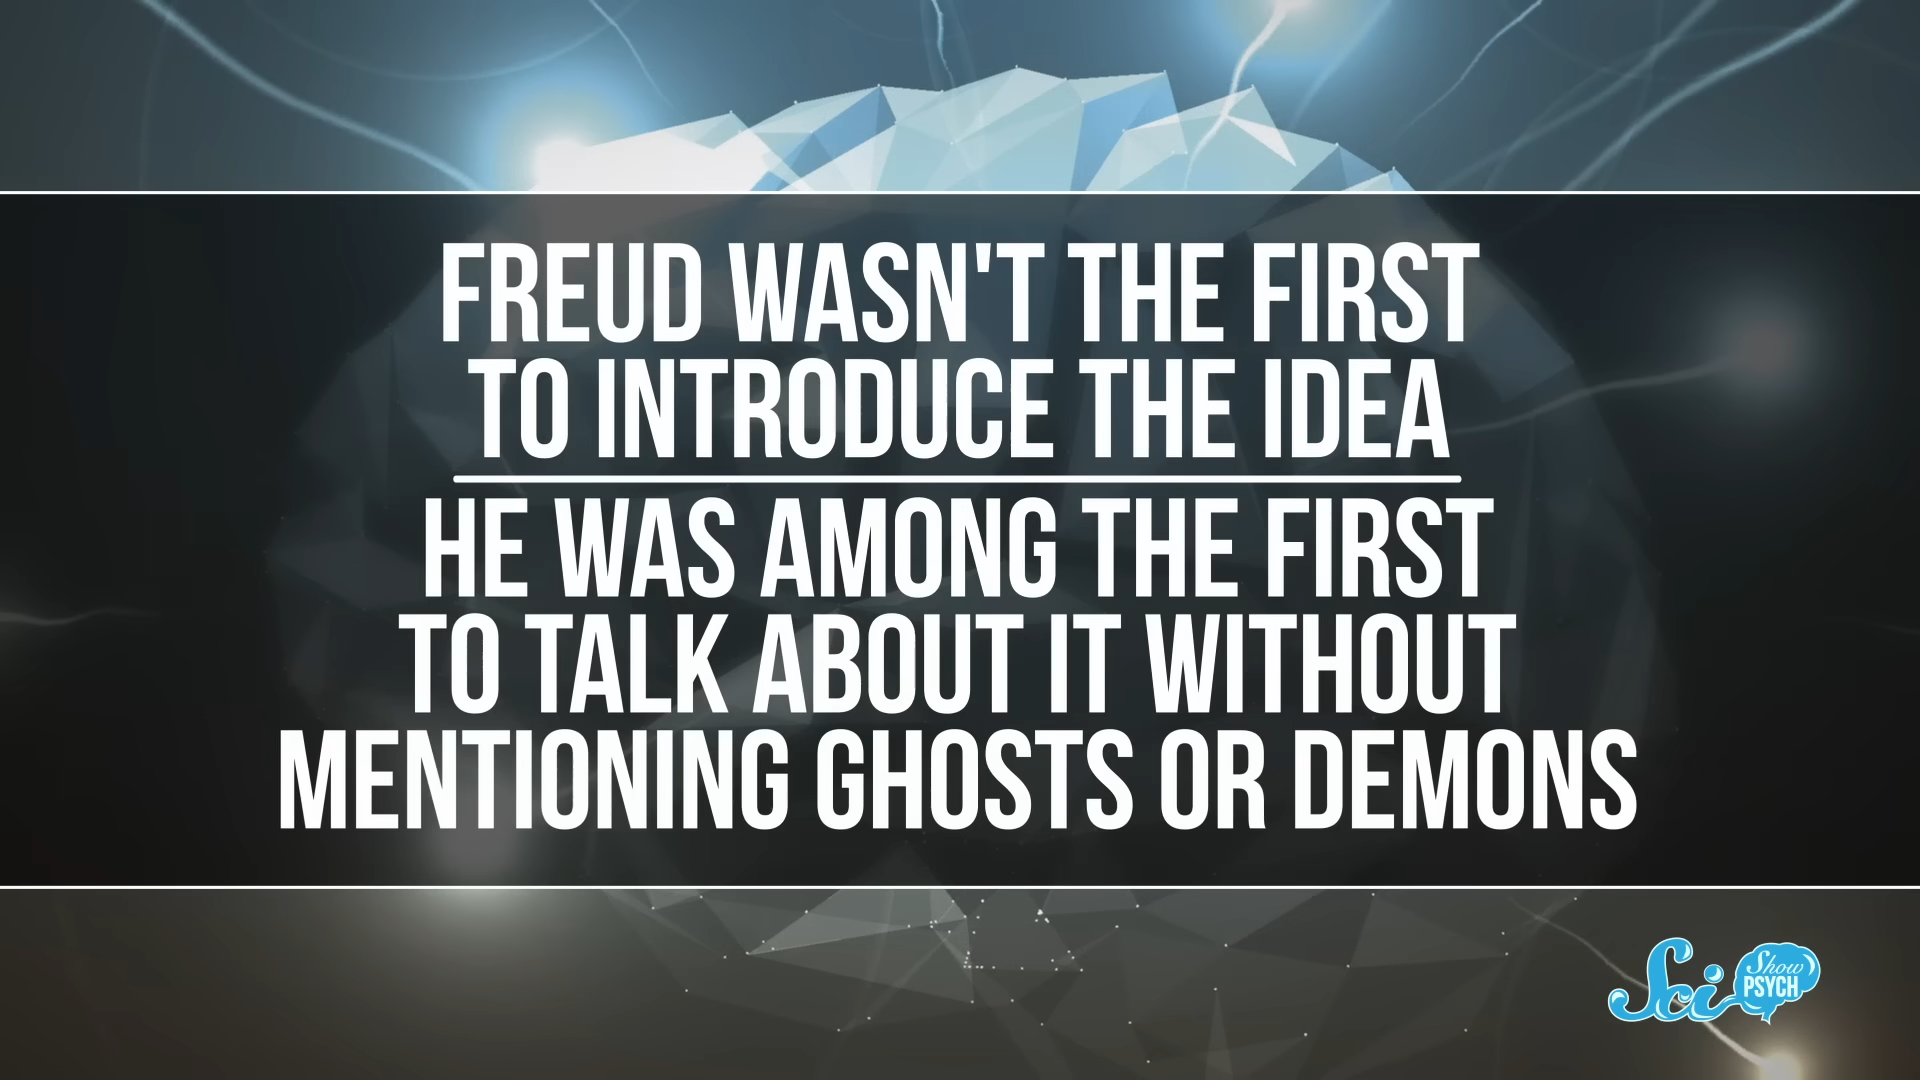 FREUD WASN'T THE FIRST
TO INTRODUCE THE IDEA
HE WAS AMONG THE FIRST
TO TALK ABOUT IT WITHOUT
MENTIONING GHOSTS OR DEMONS
Sci Show
PSYCH